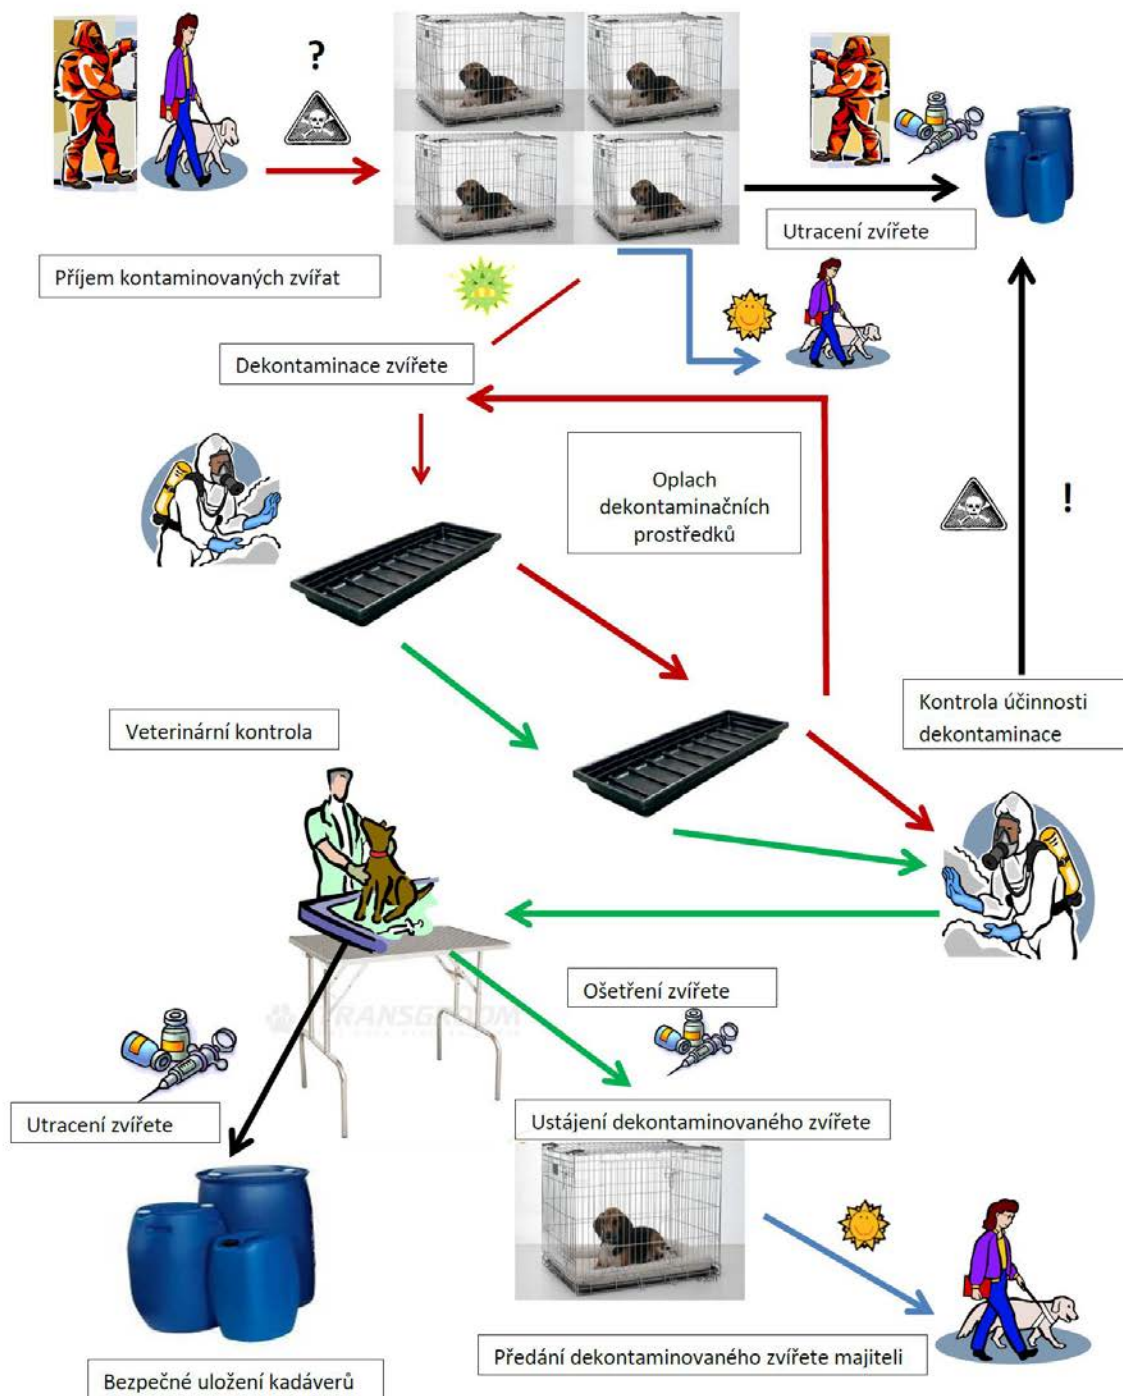 ?
Utracení zvířete
Příjem kontaminovaných zvířat
Dekontaminace zvířete
Oplach
dekontaminačních
prostředků
!
Kontrola účinnosti
dekontaminace
Veterinární kontrola
Ošetření zvířete
TRANSGROOM
Utracení zvířete
Ustájení dekontaminovaného zvířete
Předání dekontaminovaného zvířete majiteli
Bezpečné uložení kadáverů